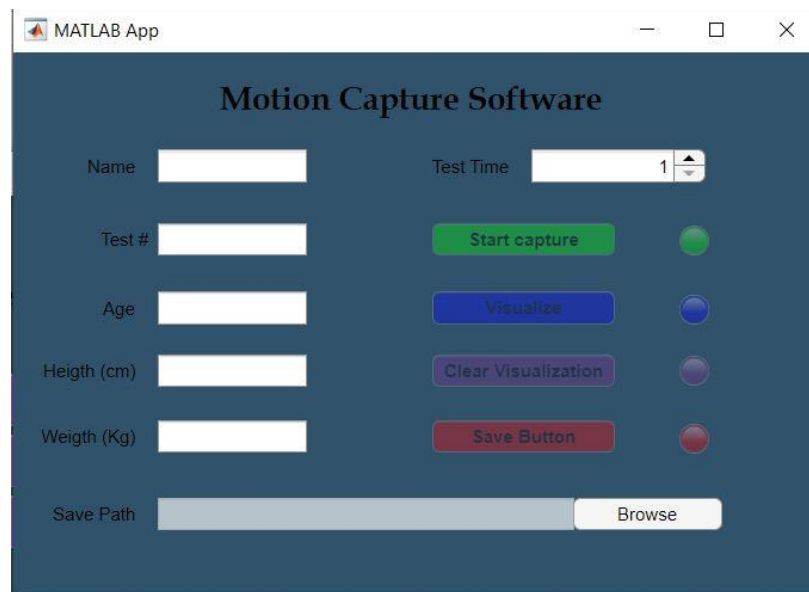 MATLAB App
Motion Capture Software
Name
Test Time 1
Test #
Start capture
Age
Visualize
Heigth (cm)
Clear Visualization
Weigth (Kg)
Save Button
Save Path
Browse